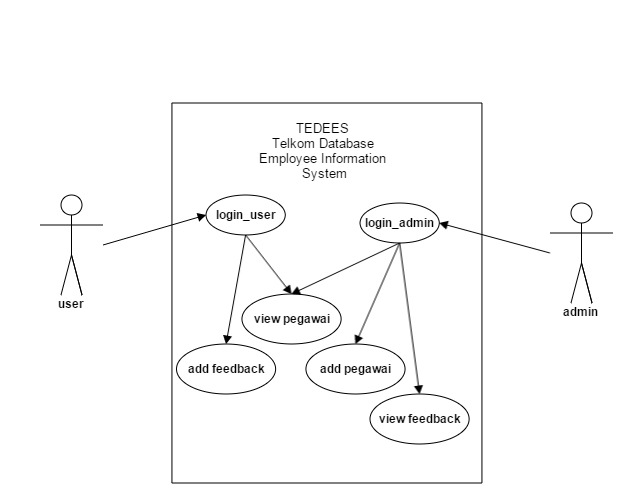 TEDEES
Telkom Database
Employee Information
System
login_user
login_admin
user
admin
view pegawai
add feedback
add pegawai
view feedback